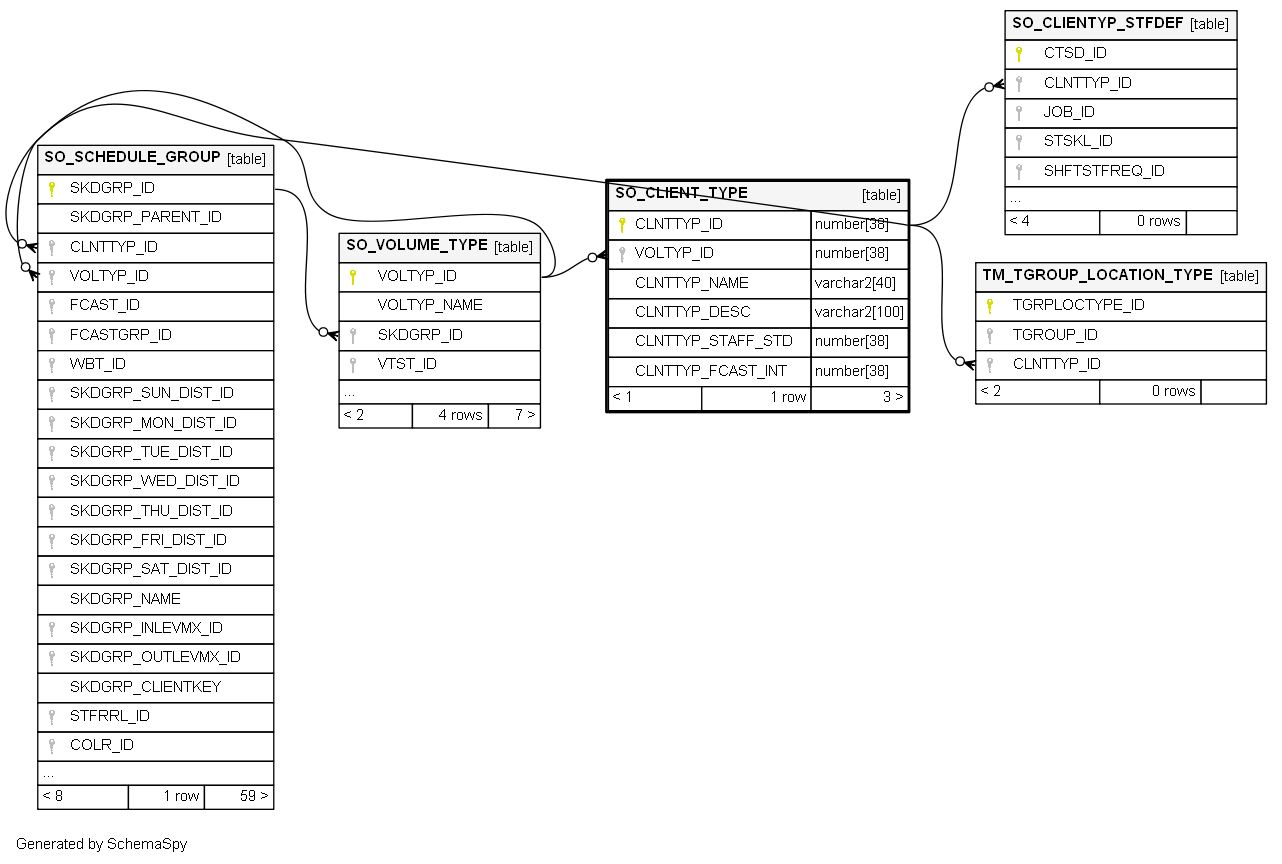 SO_CLIENTYP_STFDEF [table]
CTSD_ID
CLNTTYP_ID
JOB_ID
STSKL_ID
SHFTSTFREQ_ID
...
< 4 0 rows
SO_SCHEDULE_GROUP [table]
SKDGRP_ID
SKDGRP_PARENT_ID
CLNTTYP_ID
VOLTYP_ID
FCAST_ID
FCASTGRP_ID
WBT_ID
SKDGRP_SUN_DIST_ID
SKDGRP_MON_DIST_ID
SKDGRP_TUE_DIST_ID
SKDGRP_WED_DIST_ID
SKDGRP_THU_DIST_ID
SKDGRP_FRI_DIST_ID
SKDGRP_SAT_DIST_ID
SKDGRP_NAME
SKDGRP_INLEVMX_ID
SKDGRP_OUTLEVMX_ID
SKDGRP_CLIENTKEY
STFRRL_ID
COLR_ID
...
< 8 1 row 59 >
SO_VOLUME_TYPE [table]
VOLTYP_ID
VOLTYP_NAME
SKDGRP_ID
VTST_ID
...
< 2 4 rows 7 >
SO_CLIENT_TYPE [table]
CLNTTYP_ID number[38]
VOLTYP_ID number[38]
CLNTTYP_NAME varchar2[40]
CLNTTYP_DESC varchar2[100]
CLNTTYP_STAFF_STD number[38]
CLNTTYP_FCAST_INT number[38]
< 1 1 row 3 >
TM_TGROUP_LOCATION_TYPE [table]
TGRPLOCTYPE_ID
TGROUP_ID
CLNTTYP_ID
< 2 0 rows
Generated by SchemaSpy